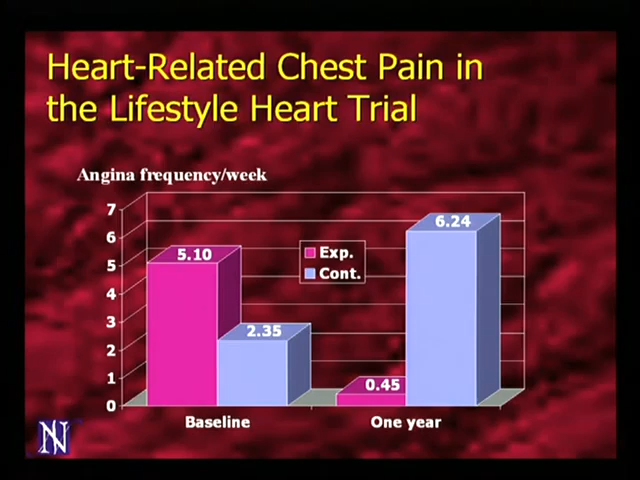 Heart-Related Chest Pain in
the Lifestyle Heart Trial
Angina frequency/week
7
6
5
4
3
2
1
0
5.10
2.35
0.45
6.24
Exp.
Cont.
Baseline
One year
N